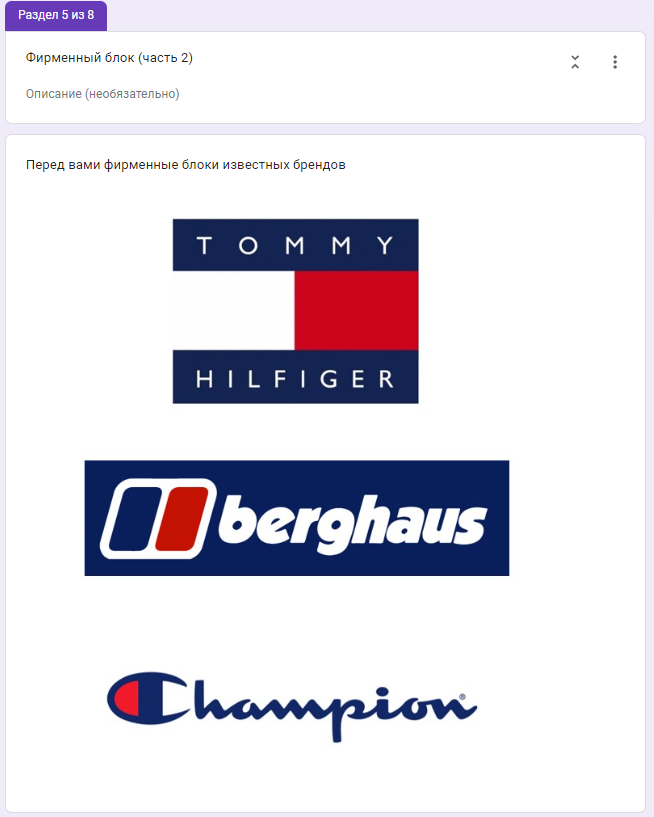 Раздел 5 из 8
Фирменный блок (часть 2)
Описание (необязательно)
Перед вами фирменные блоки известных брендов
TOMMY
HILFIGER
berghaus
Champion®